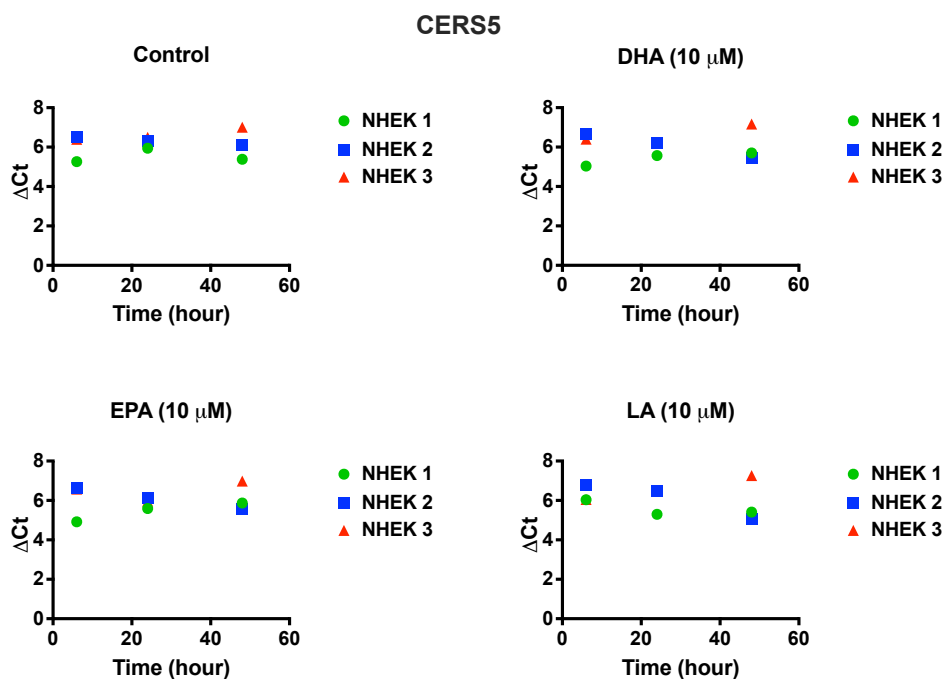 CERS5
Control
ΔCt
8
6
4
2
0
0 20 40 60
Time (hour)
NHEK 1
NHEK 2
NHEK 3
DHA (10 μM)
ΔCt
8
6
4
2
0
0 20 40 60
Time (hour)
NHEK 1
NHEK 2
NHEK 3
EPA (10 μM)
ΔCt
8
6
4
2
0
0 20 40 60
Time (hour)
NHEK 1
NHEK 2
NHEK 3
LA (10 μM)
ΔCt
8
6
4
2
0
0 20 40 60
Time (hour)
NHEK 1
NHEK 2
NHEK 3